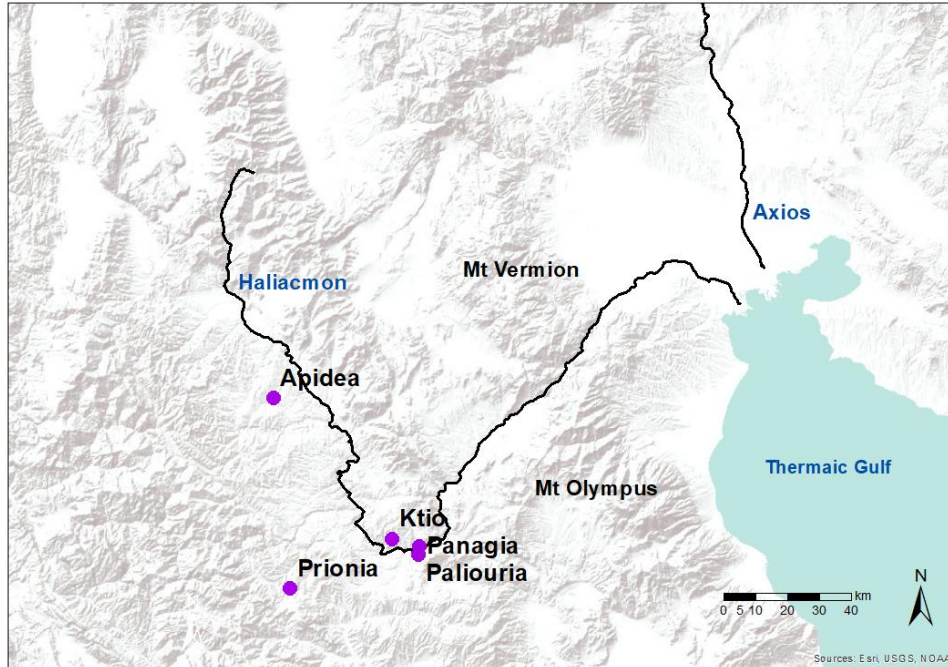 Axios
Mt Vermion
Haliacmon
Apidea
Thermaic Gulf
Mt Olympus
Ktio
Panagia
Paliouria
Prionia
N
km
0 5 10 20 30 40
Sources: Esri, USGS, NOAA